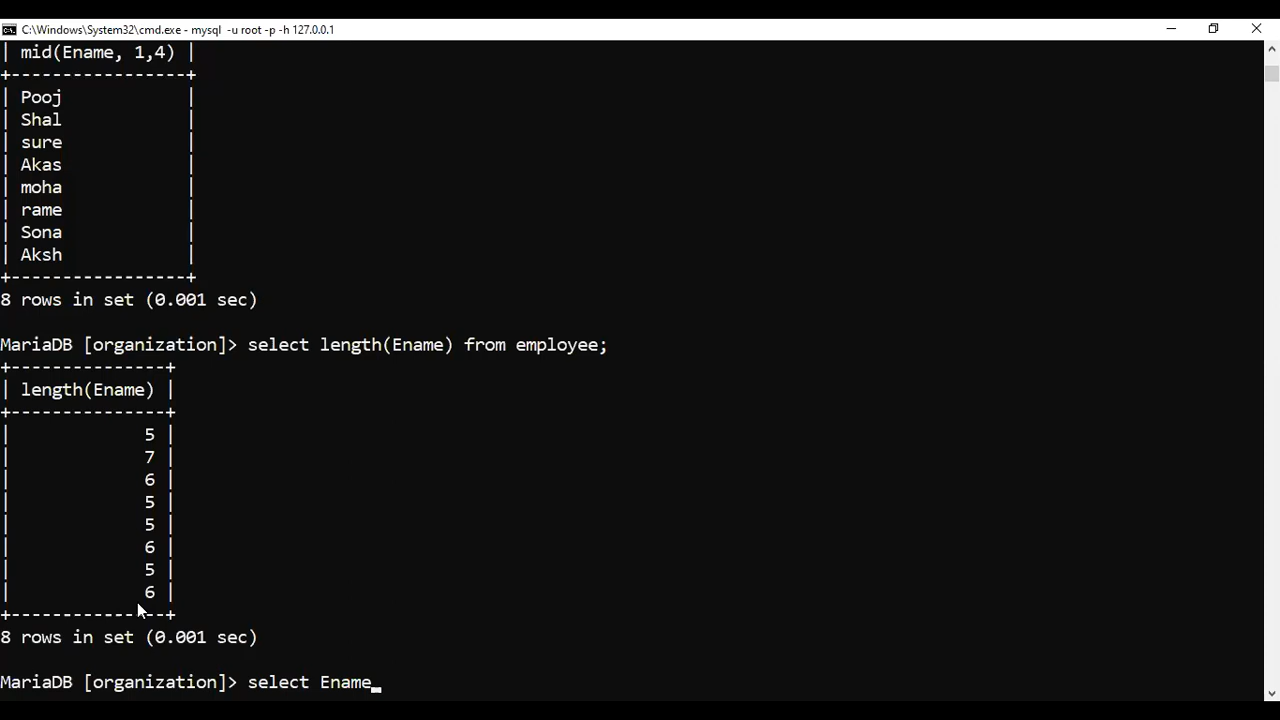 C:\Windows\System32\cmd.exe - mysql -u root -p -h 127.0.0.1
| mid(Ename, 1,4) |
+-----------------+
| Pooj            |
| Shal            |
| sure            |
| Akas            |
| moha            |
| rame            |
| Sona            |
| Aksh            |
+-----------------+
8 rows in set (0.001 sec)
MariaDB [organization]> select length(Ename) from employee;
+---------------+
| length(Ename) |
+---------------+
|             5 |
|             7 |
|             6 |
|             5 |
|             5 |
|             6 |
|             5 |
|             6 |
+---------------+
8 rows in set (0.001 sec)
MariaDB [organization]> select Ename